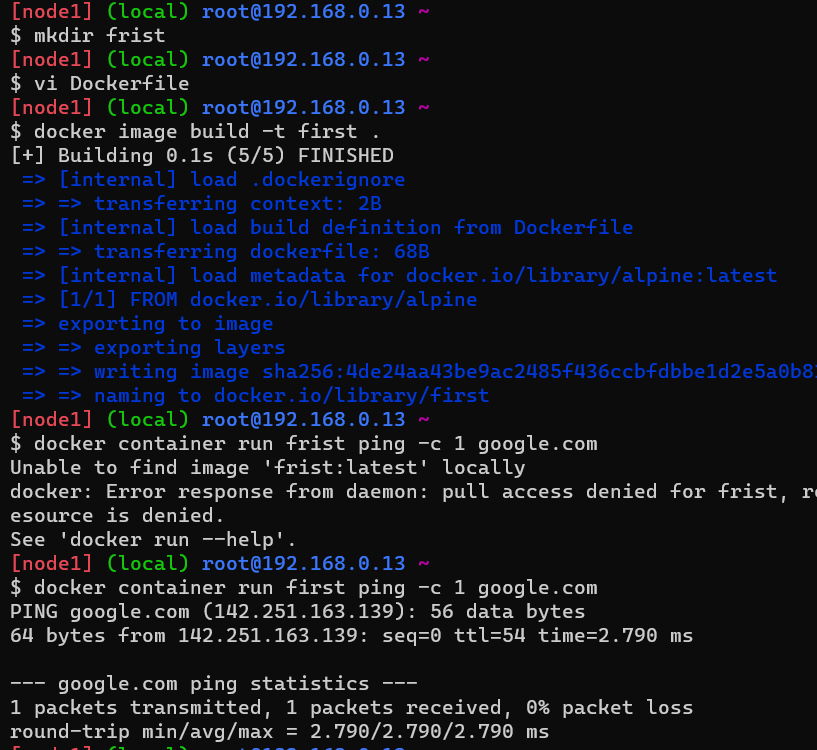 [node1] (local) root@192.168.0.13 ~
$ mkdir frist
[node1] (local) root@192.168.0.13 ~
$ vi Dockerfile
[node1] (local) root@192.168.0.13 ~
$ docker image build -t first .
[+] Building 0.1s (5/5) FINISHED
=> [internal] load .dockerignore
=> => transferring context: 2B
=> [internal] load build definition from Dockerfile
=> => transferring dockerfile: 68B
=> [internal] load metadata for docker.io/library/alpine:latest
=> [1/1] FROM docker.io/library/alpine
=> exporting to image
=> => exporting layers
=> => writing image sha256:4de24aa43be9ac2485f436ccbfdbbe1d2e5a0b8
=> => naming to docker.io/library/first
[node1] (local) root@192.168.0.13 ~
$ docker container run frist ping -c 1 google.com
Unable to find image 'frist:latest' locally
docker: Error response from daemon: pull access denied for frist, r
esource is denied.
See 'docker run --help'.
[node1] (local) root@192.168.0.13 ~
$ docker container run first ping -c 1 google.com
PING google.com (142.251.163.139): 56 data bytes
64 bytes from 142.251.163.139: seq=0 ttl=54 time=2.790 ms
--- google.com ping statistics ---
1 packets transmitted, 1 packets received, 0% packet loss
round-trip min/avg/max = 2.790/2.790/2.790 ms